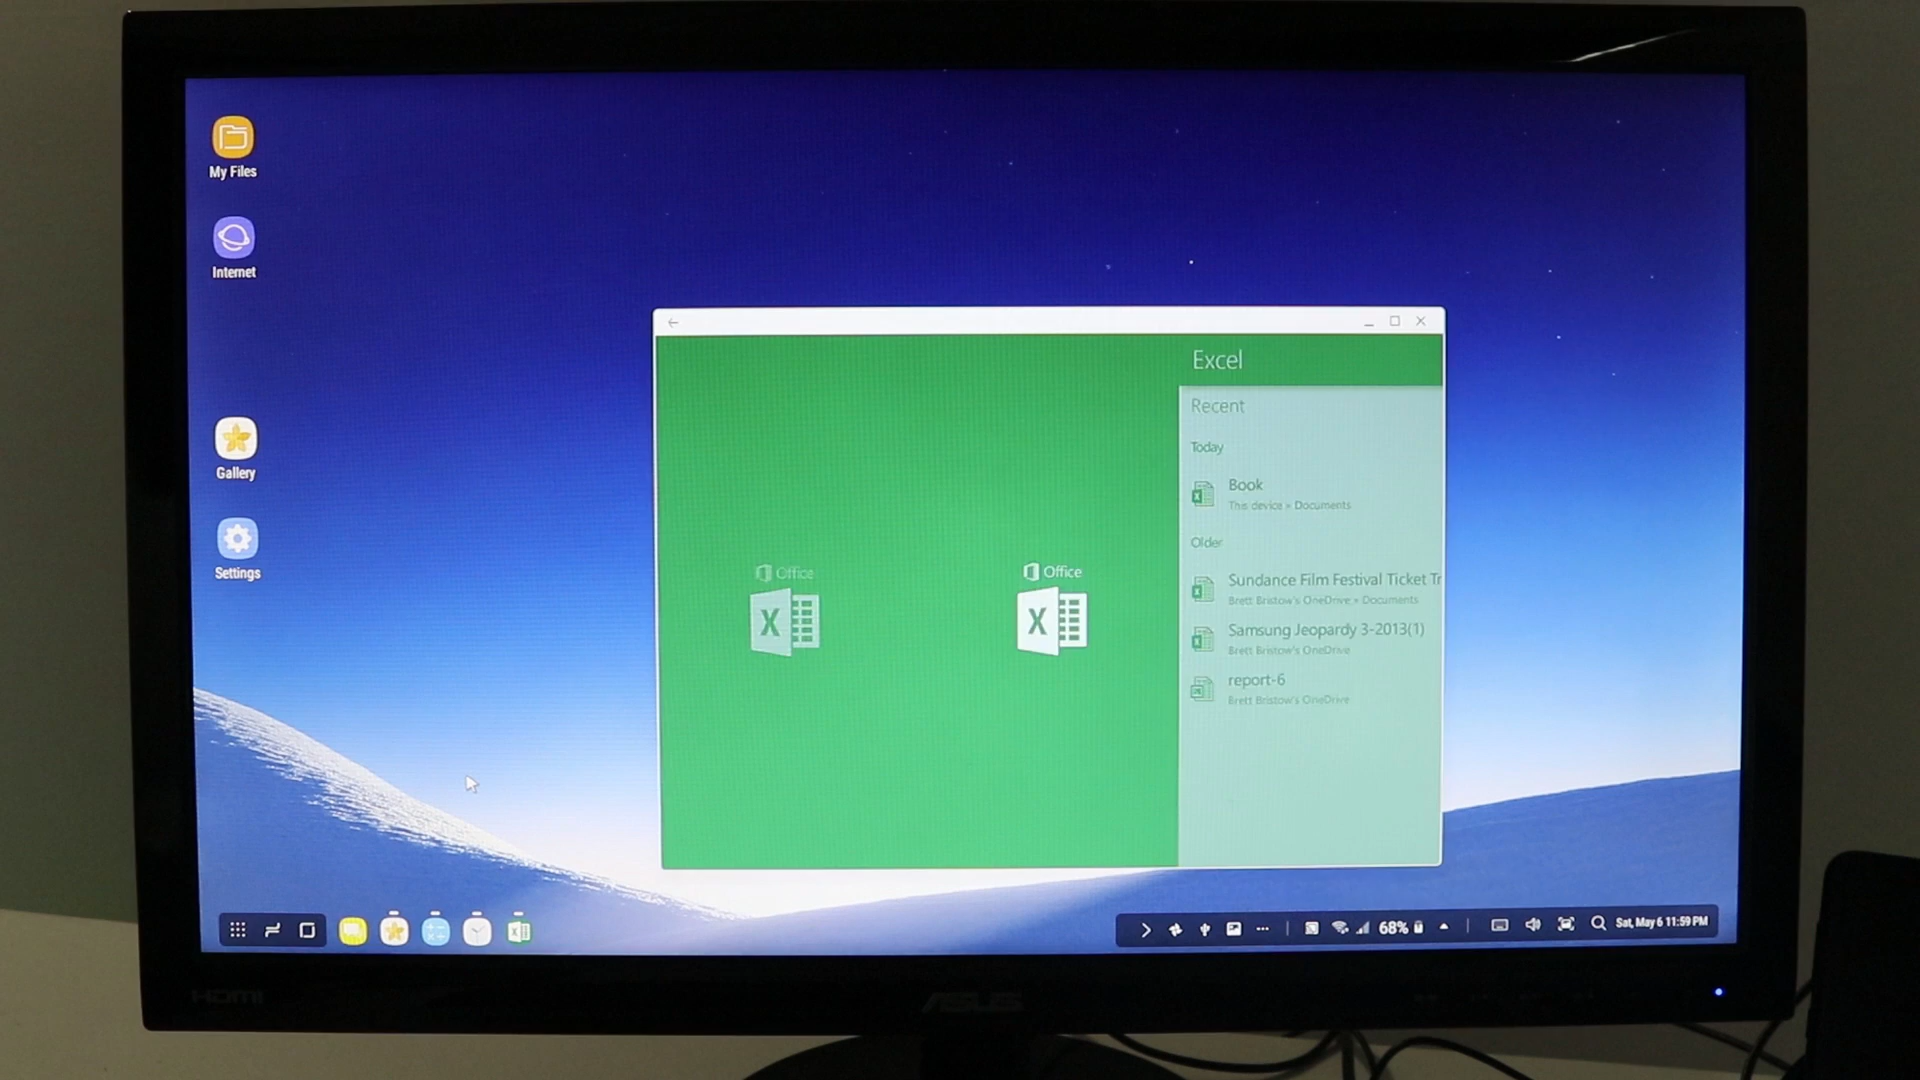 My Files
Internet
Gallery
Settings
Excel
Recent
Today
Book
This device » Documents
Older
Sundance Film Festival Ticket Tr
Brett Bristow's OneDrive » Documents
Samsung Jeopardy 3-2013(1)
Brett Bristow's OneDrive
report-6
Brett Bristow's OneDrive
Office
X
Office
X
68%
Sat, May 6 11:59 PM
HDMI
ASUS